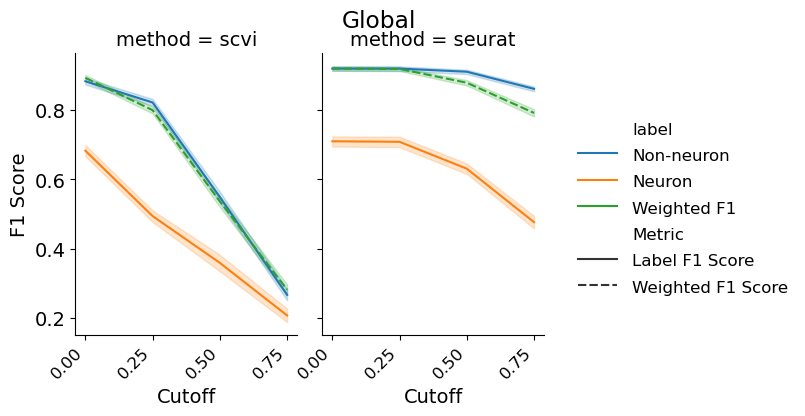 Global
method = scvi
method = seurat
F1 Score
0.8
0.6
0.4
0.2
0.00
0.25
0.50
0.75
Cutoff
0.00
0.25
0.50
0.75
Cutoff
label
Non-neuron
Neuron
Weighted F1
Metric
Label F1 Score
Weighted F1 Score